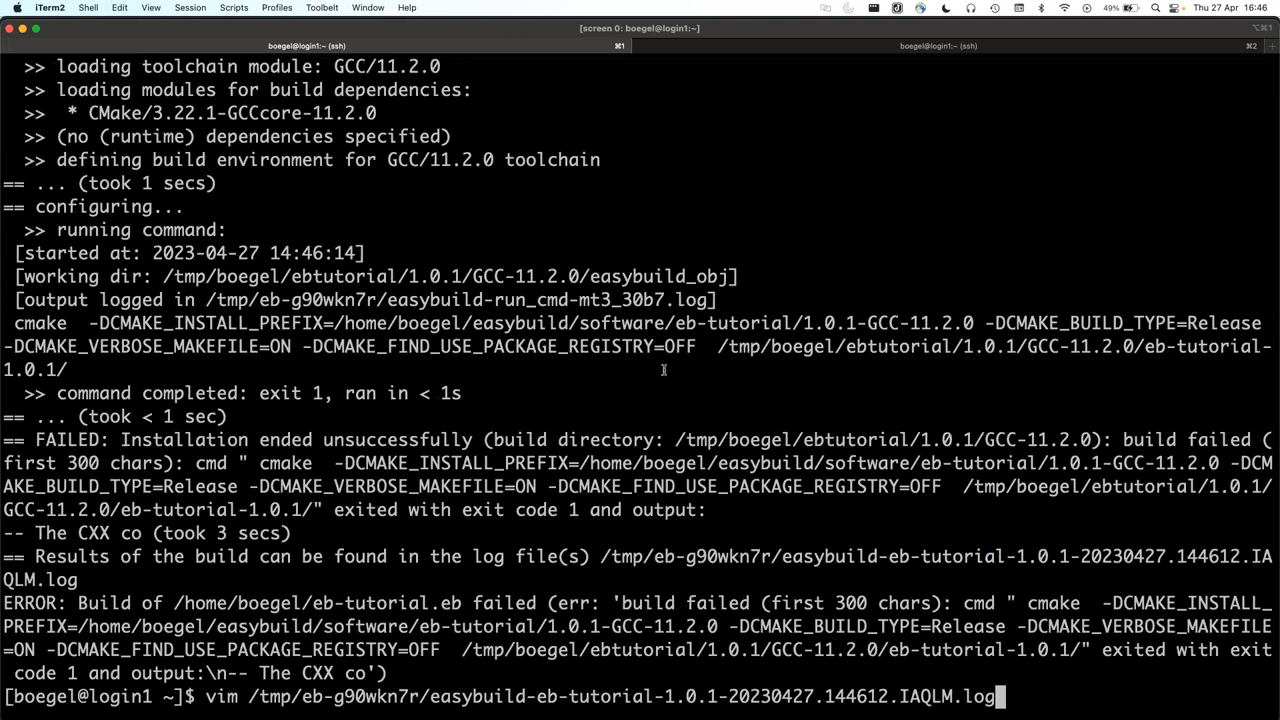 iTerm2 Shell Edit View Session Scripts Profiles Toolbelt Window Help 49% Thu 27 Apr 16:46
[screen 0: boegel@login1:~ (ssh) ⌥⌘1
boegel@login1:~ (ssh) ⌘1 boegel@login1:~ (ssh) ⌘2 +
>> loading toolchain module: GCC/11.2.0
>> loading modules for build dependencies:
>>  * CMake/3.22.1-GCCcore-11.2.0
>> (no (runtime) dependencies specified)
>> defining build environment for GCC/11.2.0 toolchain
== ... (took 1 secs)
== configuring...
>> running command:
[started at: 2023-04-27 14:46:14]
[working dir: /tmp/boegel/ebtutorial/1.0.1/GCC-11.2.0/easybuild_obj]
[output logged in /tmp/eb-g90wkn7r/easybuild-run_cmd-mt3_30b7.log]
cmake  -DCMAKE_INSTALL_PREFIX=/home/boegel/easybuild/software/eb-tutorial/1.0.1-GCC-11.2.0 -DCMAKE_BUILD_TYPE=Release
-DCMAKE_VERBOSE_MAKEFILE=ON -DCMAKE_FIND_USE_PACKAGE_REGISTRY=OFF  /tmp/boegel/ebtutorial/1.0.1/GCC-11.2.0/eb-tutorial-
1.0.1/
>> command completed: exit 1, ran in < 1s
== ... (took < 1 sec)
== FAILED: Installation ended unsuccessfully (build directory: /tmp/boegel/ebtutorial/1.0.1/GCC-11.2.0): build failed (
first 300 chars): cmd " cmake  -DCMAKE_INSTALL_PREFIX=/home/boegel/easybuild/software/eb-tutorial/1.0.1-GCC-11.2.0 -DCM
AKE_BUILD_TYPE=Release -DCMAKE_VERBOSE_MAKEFILE=ON -DCMAKE_FIND_USE_PACKAGE_REGISTRY=OFF  /tmp/boegel/ebtutorial/1.0.1/
GCC-11.2.0/eb-tutorial-1.0.1/" exited with exit code 1 and output:
-- The CXX co (took 3 secs)
== Results of the build can be found in the log file(s) /tmp/eb-g90wkn7r/easybuild-eb-tutorial-1.0.1-20230427.144612.IA
QLM.log
ERROR: Build of /home/boegel/eb-tutorial.eb failed (err: 'build failed (first 300 chars): cmd " cmake  -DCMAKE_INSTALL_
PREFIX=/home/boegel/easybuild/software/eb-tutorial/1.0.1-GCC-11.2.0 -DCMAKE_BUILD_TYPE=Release -DCMAKE_VERBOSE_MAKEFILE
=ON -DCMAKE_FIND_USE_PACKAGE_REGISTRY=OFF  /tmp/boegel/ebtutorial/1.0.1/GCC-11.2.0/eb-tutorial-1.0.1/" exited with exit
code 1 and output:\n-- The CXX co')
[boegel@login1 ~]$ vim /tmp/eb-g90wkn7r/easybuild-eb-tutorial-1.0.1-20230427.144612.IAQLM.log